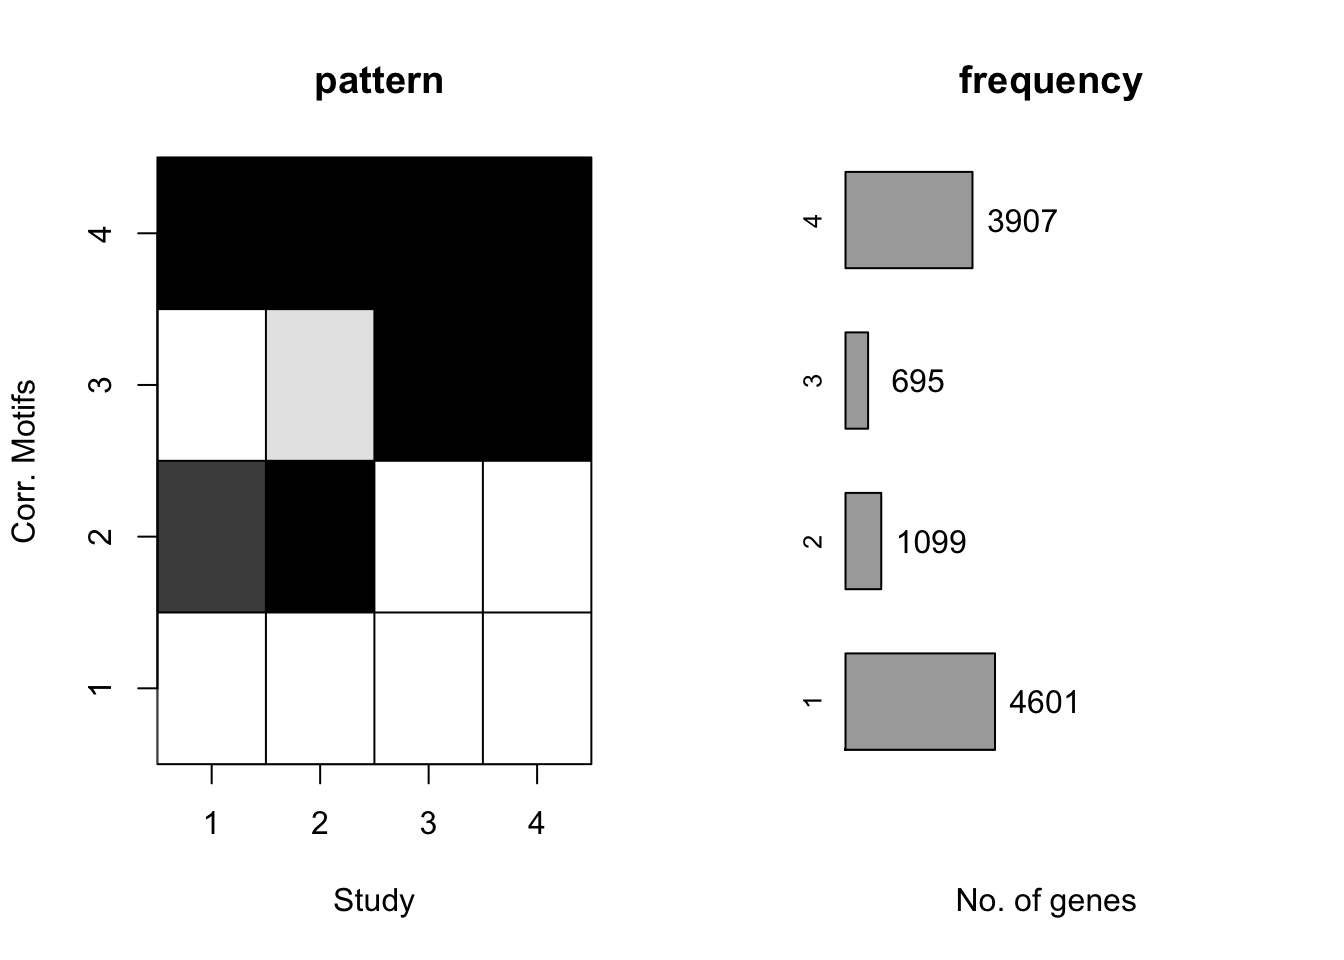 pattern
Corr. Motifs
4
3
2
1
1 2 3 4
Study
frequency
4 3907
3 695
2 1099
1 4601
No. of genes